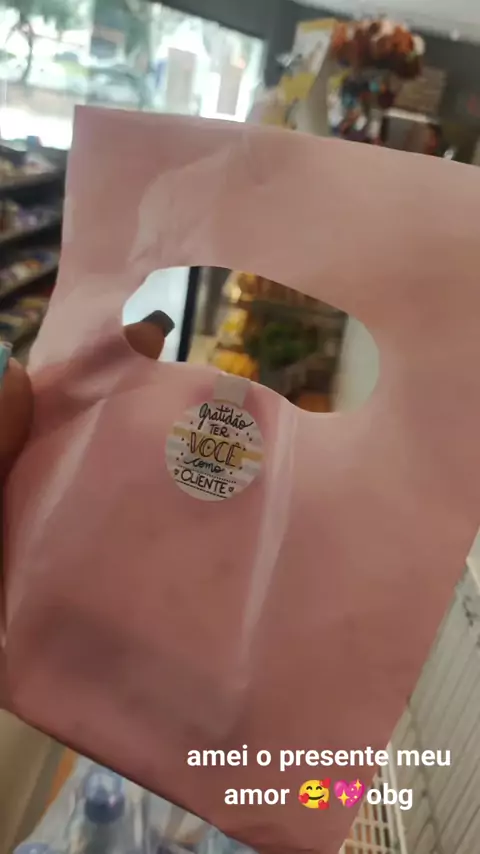 gratidão
TER
VOCÊ
como
CLIENTE
amei o presente meu
amor 🥰💖obg